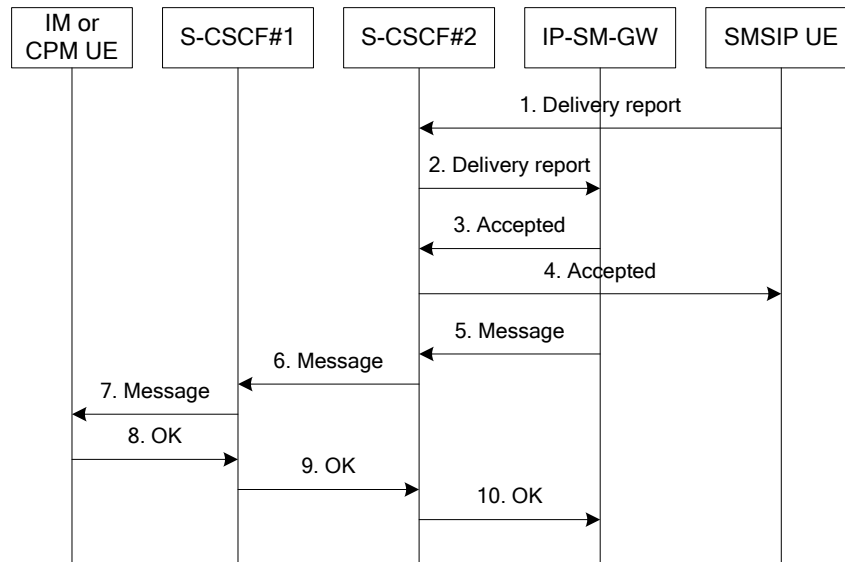 IM or
CPM UE
S-CSCF#1
S-CSCF#2
IP-SM-GW
SMSIP UE
1. Delivery report
2. Delivery report
3. Accepted
4. Accepted
5. Message
6. Message
7. Message
8. OK
9. OK
10. OK